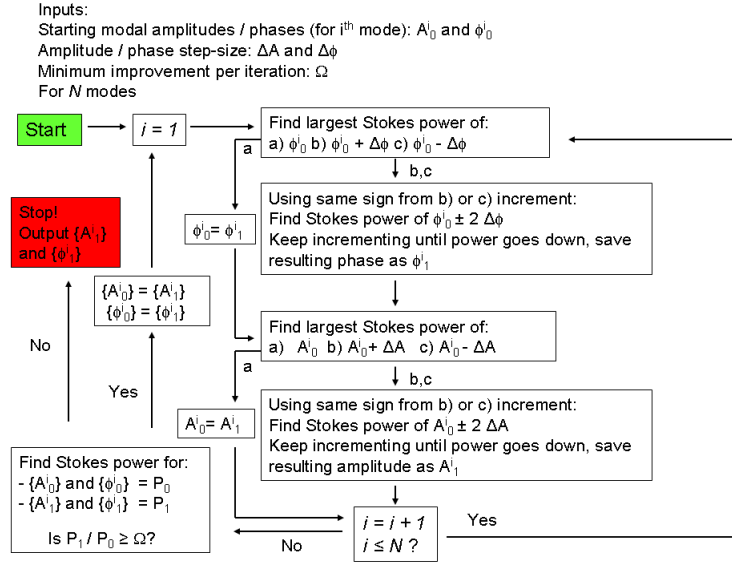 Inputs:
Starting modal amplitudes / phases (for iᵗʰ mode): Aⁱ₀ and ϕⁱ₀
Amplitude / phase step-size: ΔA and Δϕ
Minimum improvement per iteration: Ω
For N modes
Start
i = 1
Find largest Stokes power of:
a) ϕⁱ₀ b) ϕⁱ₀ + Δϕ c) ϕⁱ₀ - Δϕ
a
b,c
Using same sign from b) or c) increment:
Find Stokes power of ϕⁱ₀ ± 2 Δϕ
Keep incrementing until power goes down, save
resulting phase as ϕⁱ₁
ϕⁱ₀= ϕⁱ₁
Stop!
Output {Aⁱ₁}
and {ϕⁱ₁}
{Aⁱ₀} = {Aⁱ₁}
{ϕⁱ₀} = {ϕⁱ₁}
No
Yes
Find largest Stokes power of:
a) Aⁱ₀ b) Aⁱ₀+ ΔA c) Aⁱ₀- ΔA
a
b,c
Using same sign from b) or c) increment:
Find Stokes power of Aⁱ₀ ± 2 ΔA
Keep incrementing until power goes down, save
resulting amplitude as Aⁱ₁
Aⁱ₀= Aⁱ₁
Find Stokes power for:
- {Aⁱ₀} and {ϕⁱ₀} = P₀
- {Aⁱ₁} and {ϕⁱ₁} = P₁
Is P₁ / P₀ ≥ Ω?
No
i = i + 1
i ≤ N ?
Yes